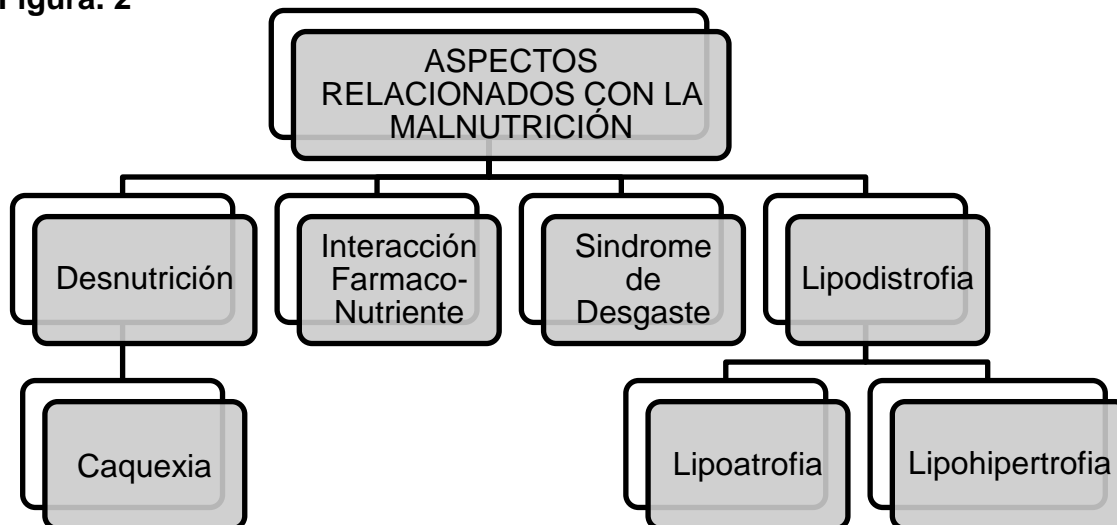 Figura. 2
ASPECTOS
RELACIONADOS CON LA
MALNUTRICIÓN
Desnutrición
Interacción
Farmaco-
Nutriente
Sindrome
de
Desgaste
Lipodistrofia
Caquexia
Lipoatrofia
Lipohipertrofia